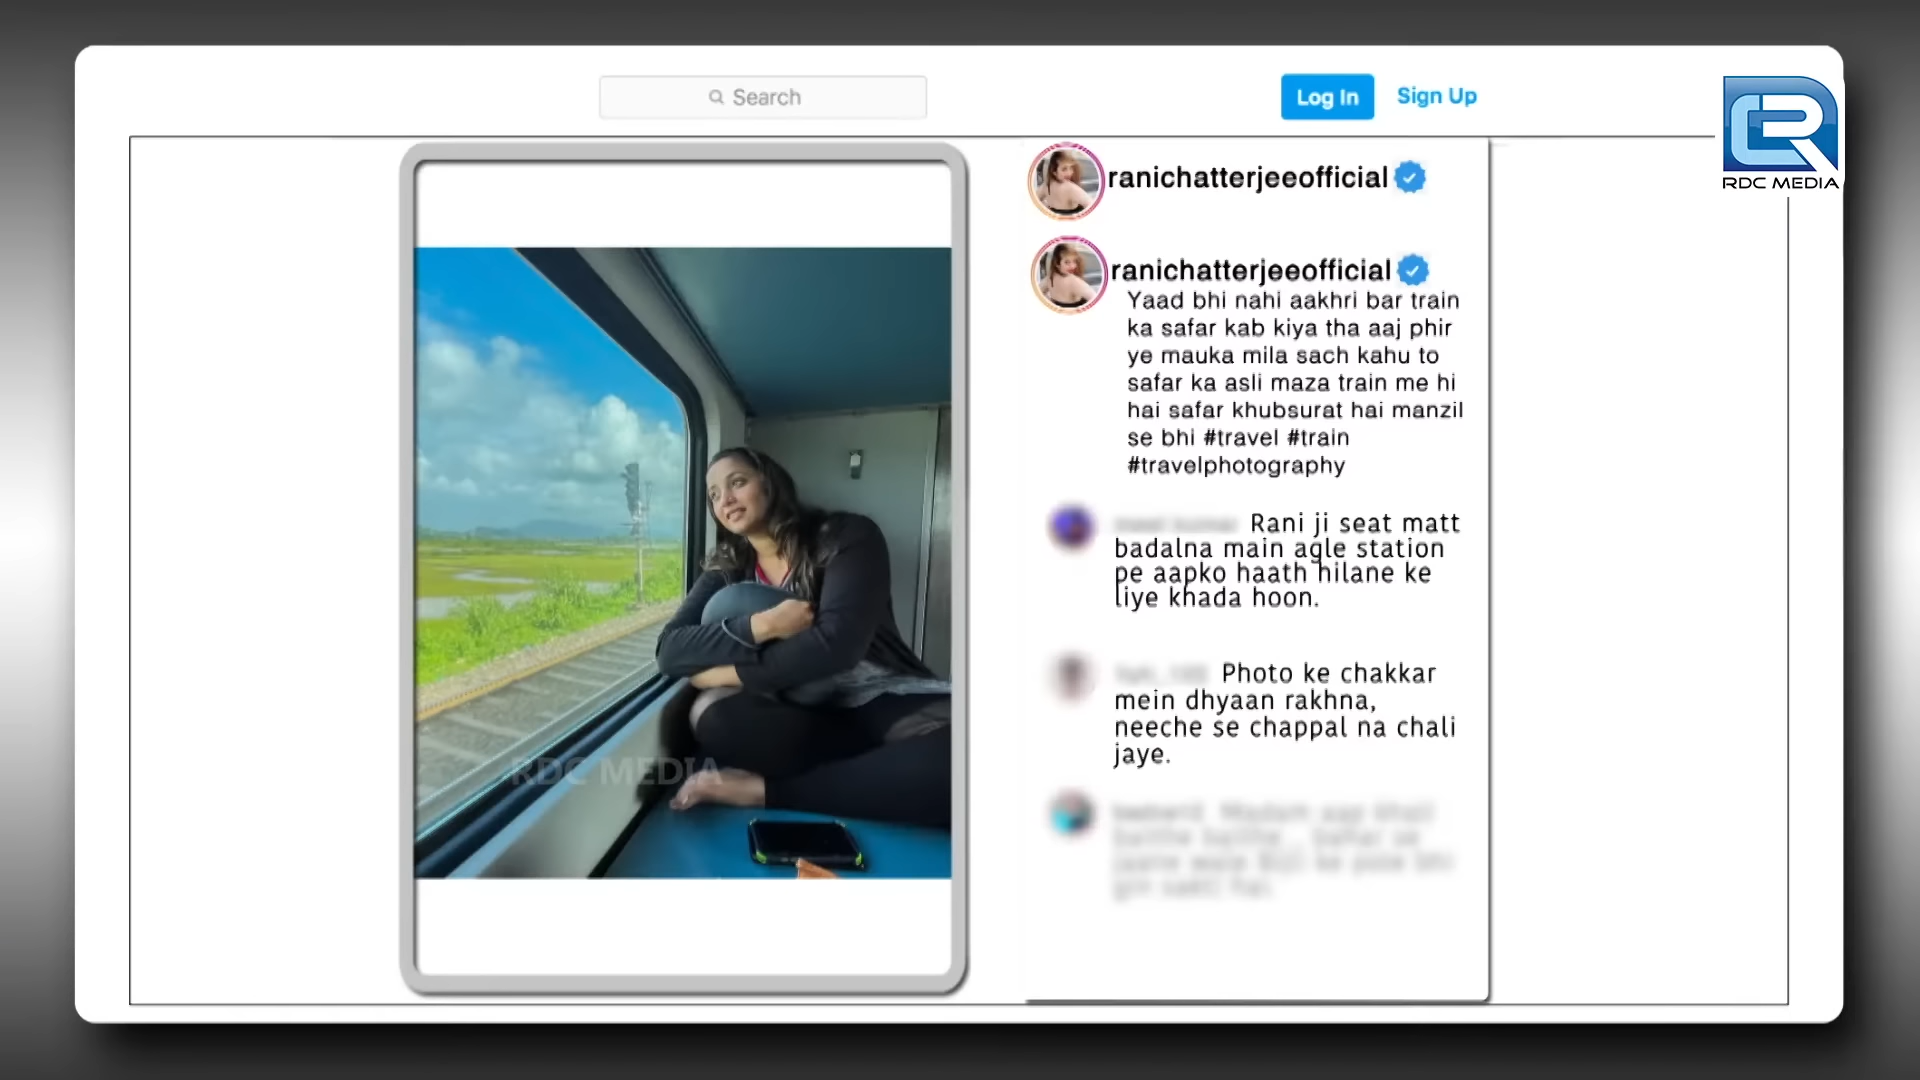 Search
Log In
Sign Up
RDC MEDIA
ranichatterjeeofficial
ranichatterjeeofficial
Yaad bhi nahi aakhri bar train
ka safar kab kiya tha aaj phir
ye mauka mila sach kahu to
safar ka asli maza train me hi
hai safar khubsurat hai manzil
se bhi #travel #train
#travelphotography
Rani ji seat matt
badalna main agle station
pe aapko haath hilane ke
liye khada hoon.
Photo ke chakkar
mein dhyaan rakhna,
neeche se chappal na chali
jaye.
RDC MEDIA